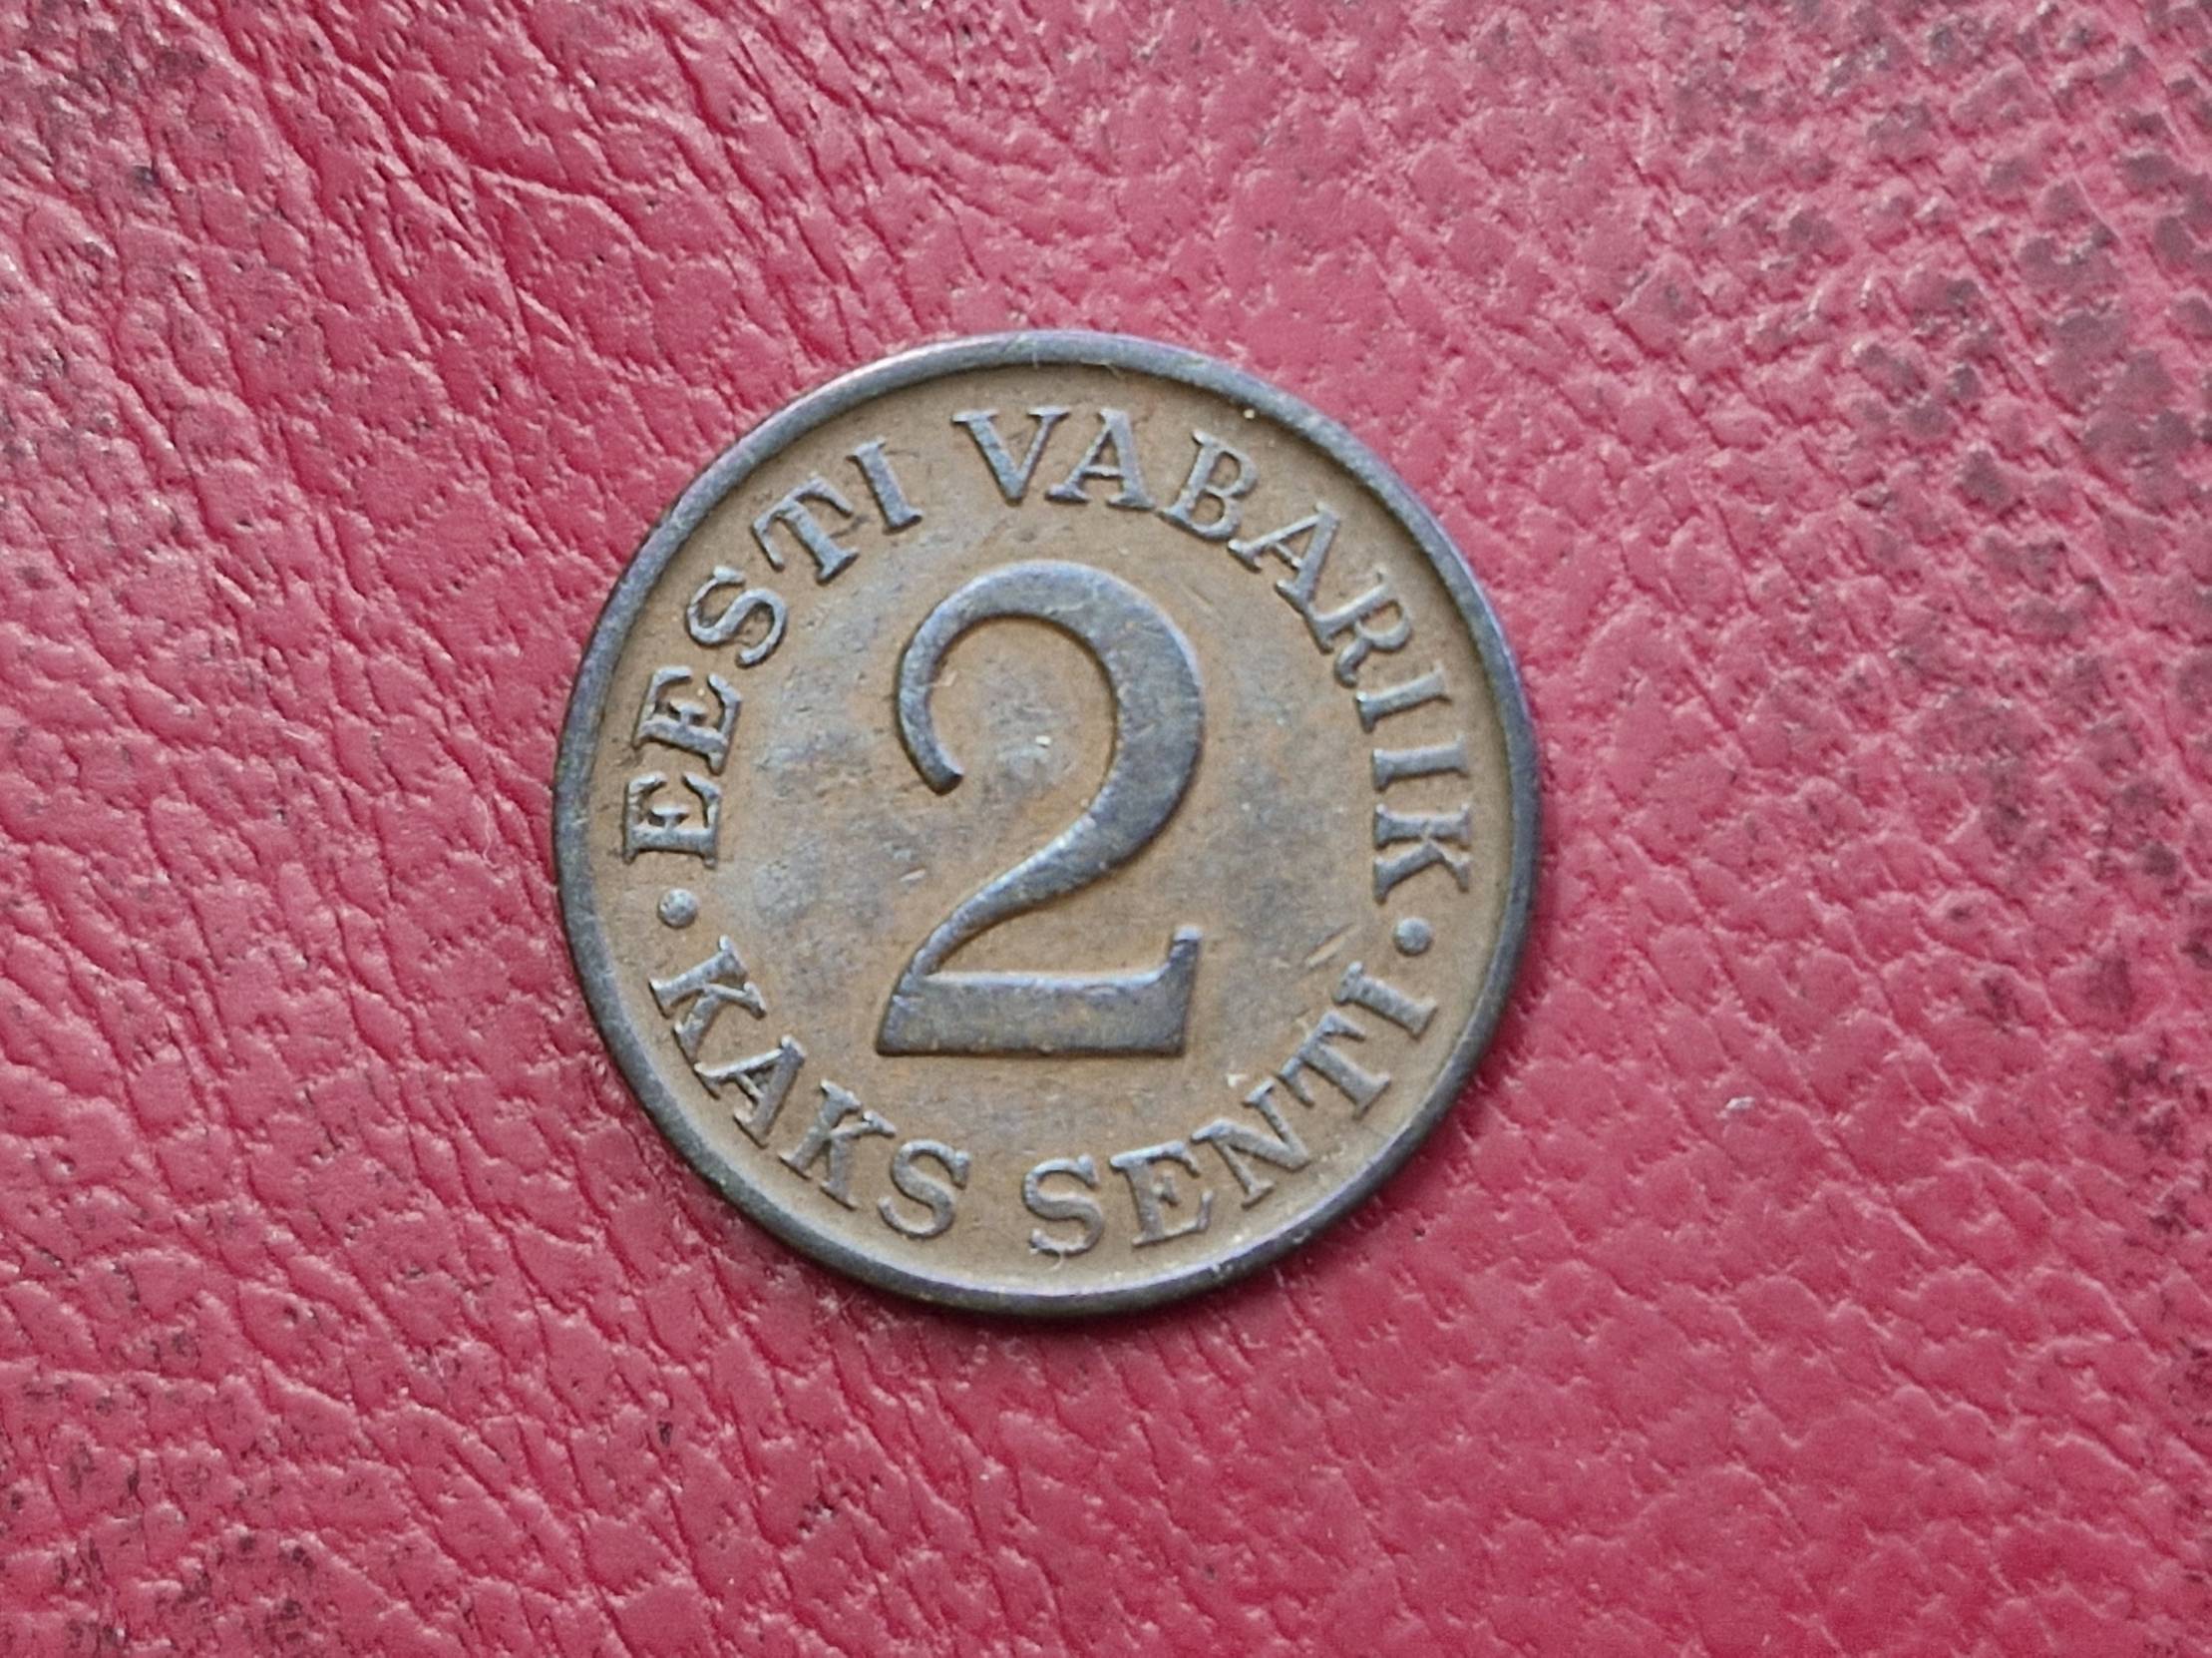 EESTI VABARIIK
2
· KAKS SENTI ·